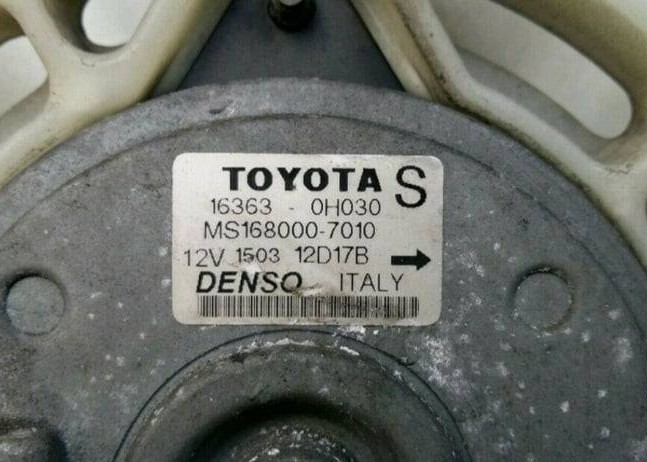 TOYOTA S
16363 - 0H030
MS168000-7010
12V 1503 12D17B
DENSO ITALY